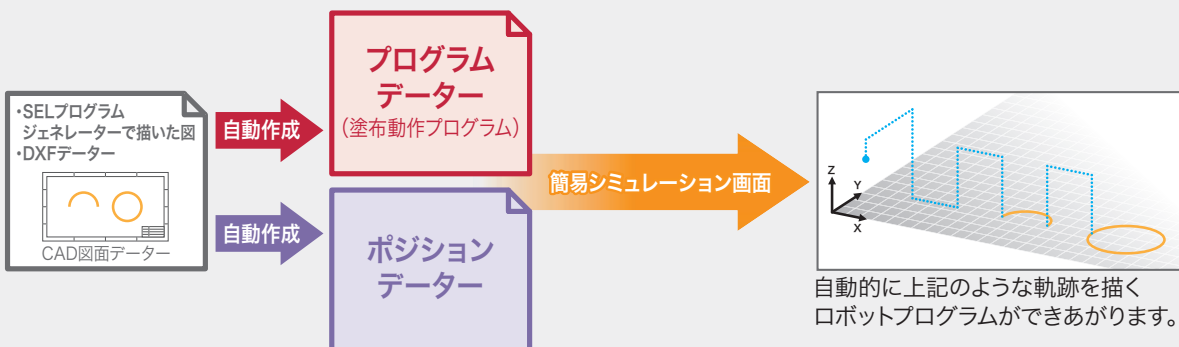 ・SELプログラム
ジェネレーターで描いた図
・DXFデーター
CAD図面データー
自動作成
自動作成
プログラム
データー
（塗布動作プログラム）
ポジション
データー
簡易シミュレーション画面
Z
Y
X
自動的に上記のような軌跡を描く
ロボットプログラムができあがります。